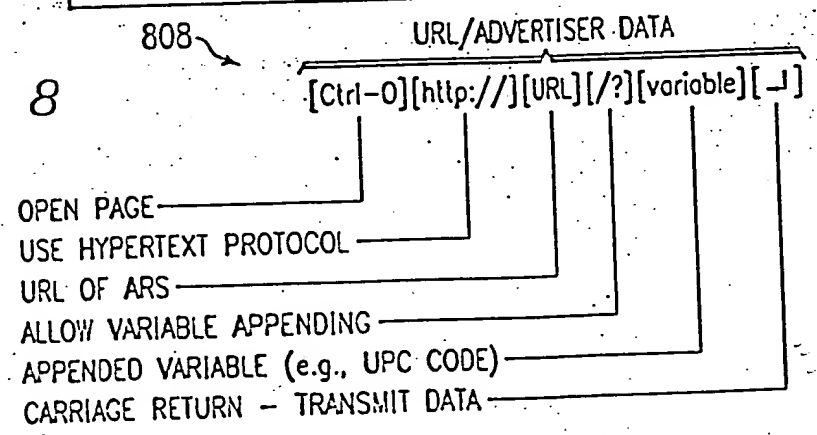 808
URL/ADVERTISER DATA
8
[Ctrl-O][http://][URL][/?][variable][↵]
OPEN PAGE
USE HYPERTEXT PROTOCOL
URL OF ARS
ALLOW VARIABLE APPENDING
APPENDED VARIABLE (e.g., UPC CODE)
CARRIAGE RETURN – TRANSMIT DATA